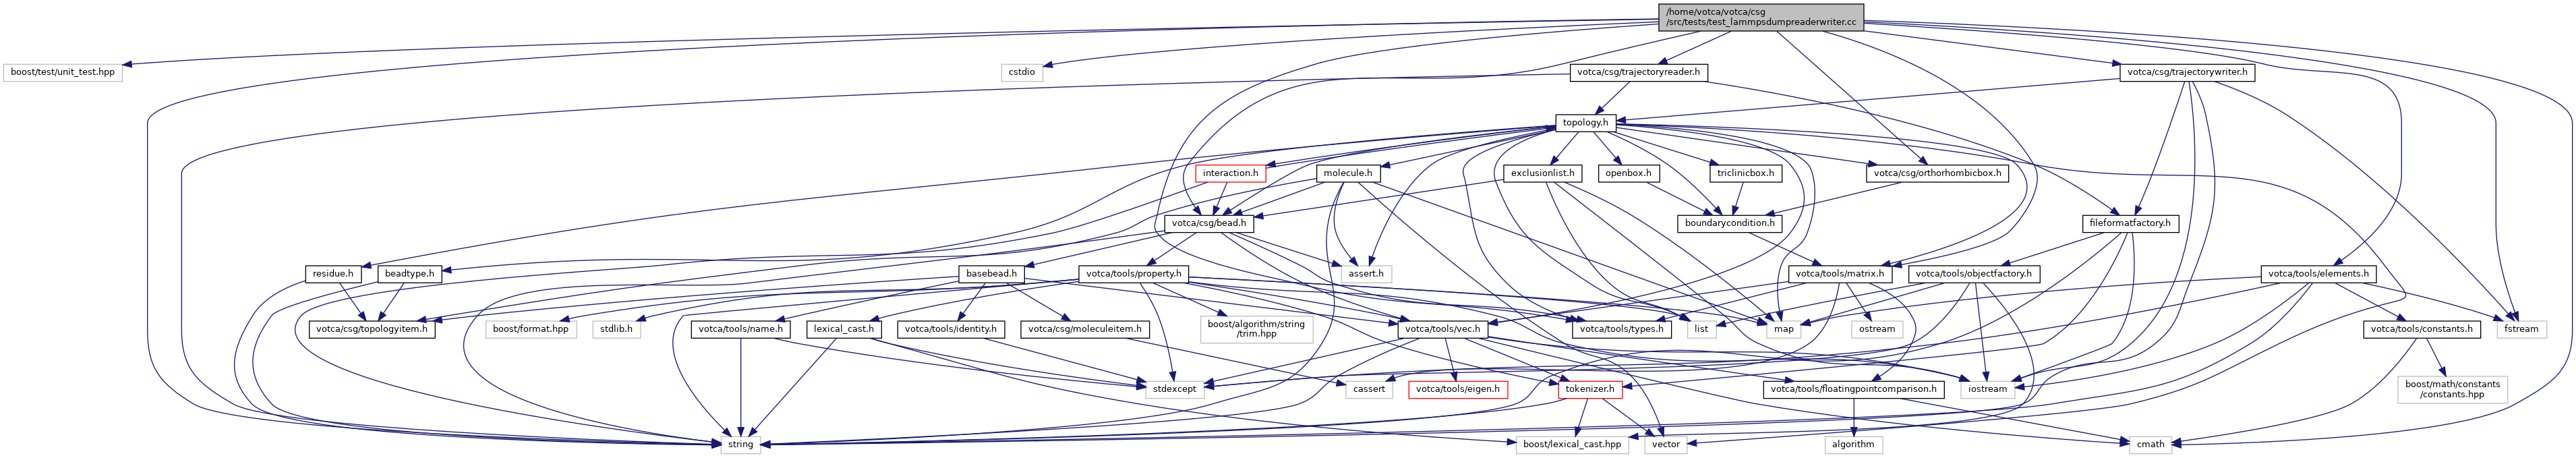 /home/votca/votca/csg
/src/tests/test_lammpsdumpreaderwriter.cc
boost/test/unit_test.hpp
cstdio
votca/csg/trajectoryreader.h
votca/csg/trajectorywriter.h
topology.h
interaction.h
molecule.h
exclusionlist.h
openbox.h
triclinicbox.h
votca/csg/orthorhombicbox.h
votca/csg/bead.h
boundarycondition.h
fileformatfactory.h
residue.h
beadtype.h
basebead.h
votca/tools/property.h
assert.h
votca/tools/matrix.h
votca/tools/objectfactory.h
votca/tools/elements.h
votca/csg/topologyitem.h
boost/format.hpp
stdlib.h
votca/tools/name.h
lexical_cast.h
votca/tools/identity.h
votca/csg/moleculeitem.h
boost/algorithm/string
/trim.hpp
votca/tools/vec.h
votca/tools/types.h
list
map
ostream
votca/tools/constants.h
fstream
stdexcept
cassert
votca/tools/eigen.h
tokenizer.h
votca/tools/floatingpointcomparison.h
iostream
boost/math/constants
/constants.hpp
string
boost/lexical_cast.hpp
vector
algorithm
cmath